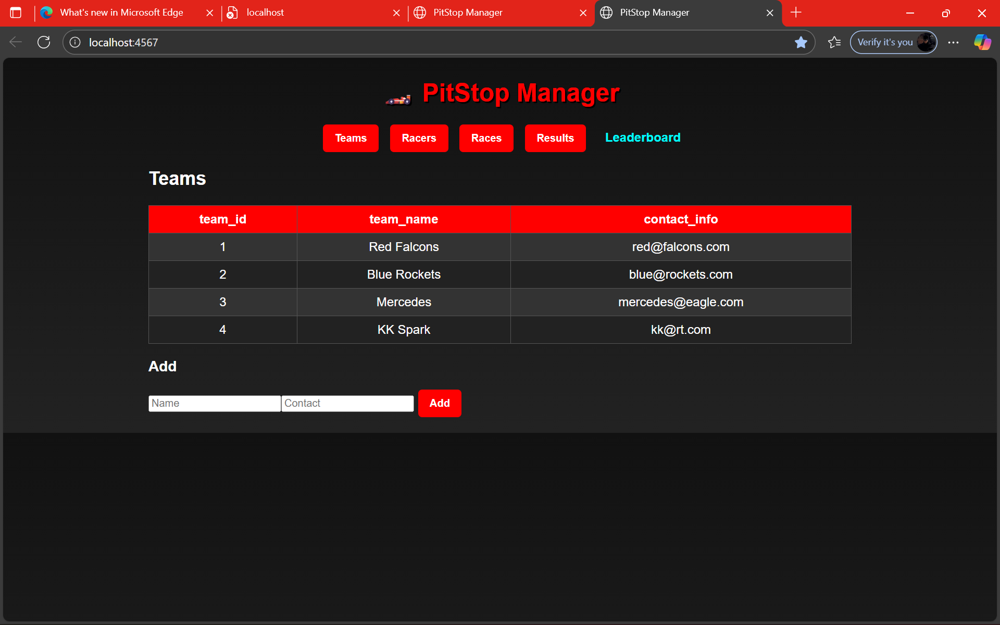 What's new in Microsoft Edge
localhost
PitStop Manager
PitStop Manager
localhost:4567
Verify it's you
PitStop Manager
Teams Racers Races Results Leaderboard
Teams
team_id team_name contact_info
1 Red Falcons red@falcons.com
2 Blue Rockets blue@rockets.com
3 Mercedes mercedes@eagle.com
4 KK Spark kk@rt.com
Add
Name Contact Add